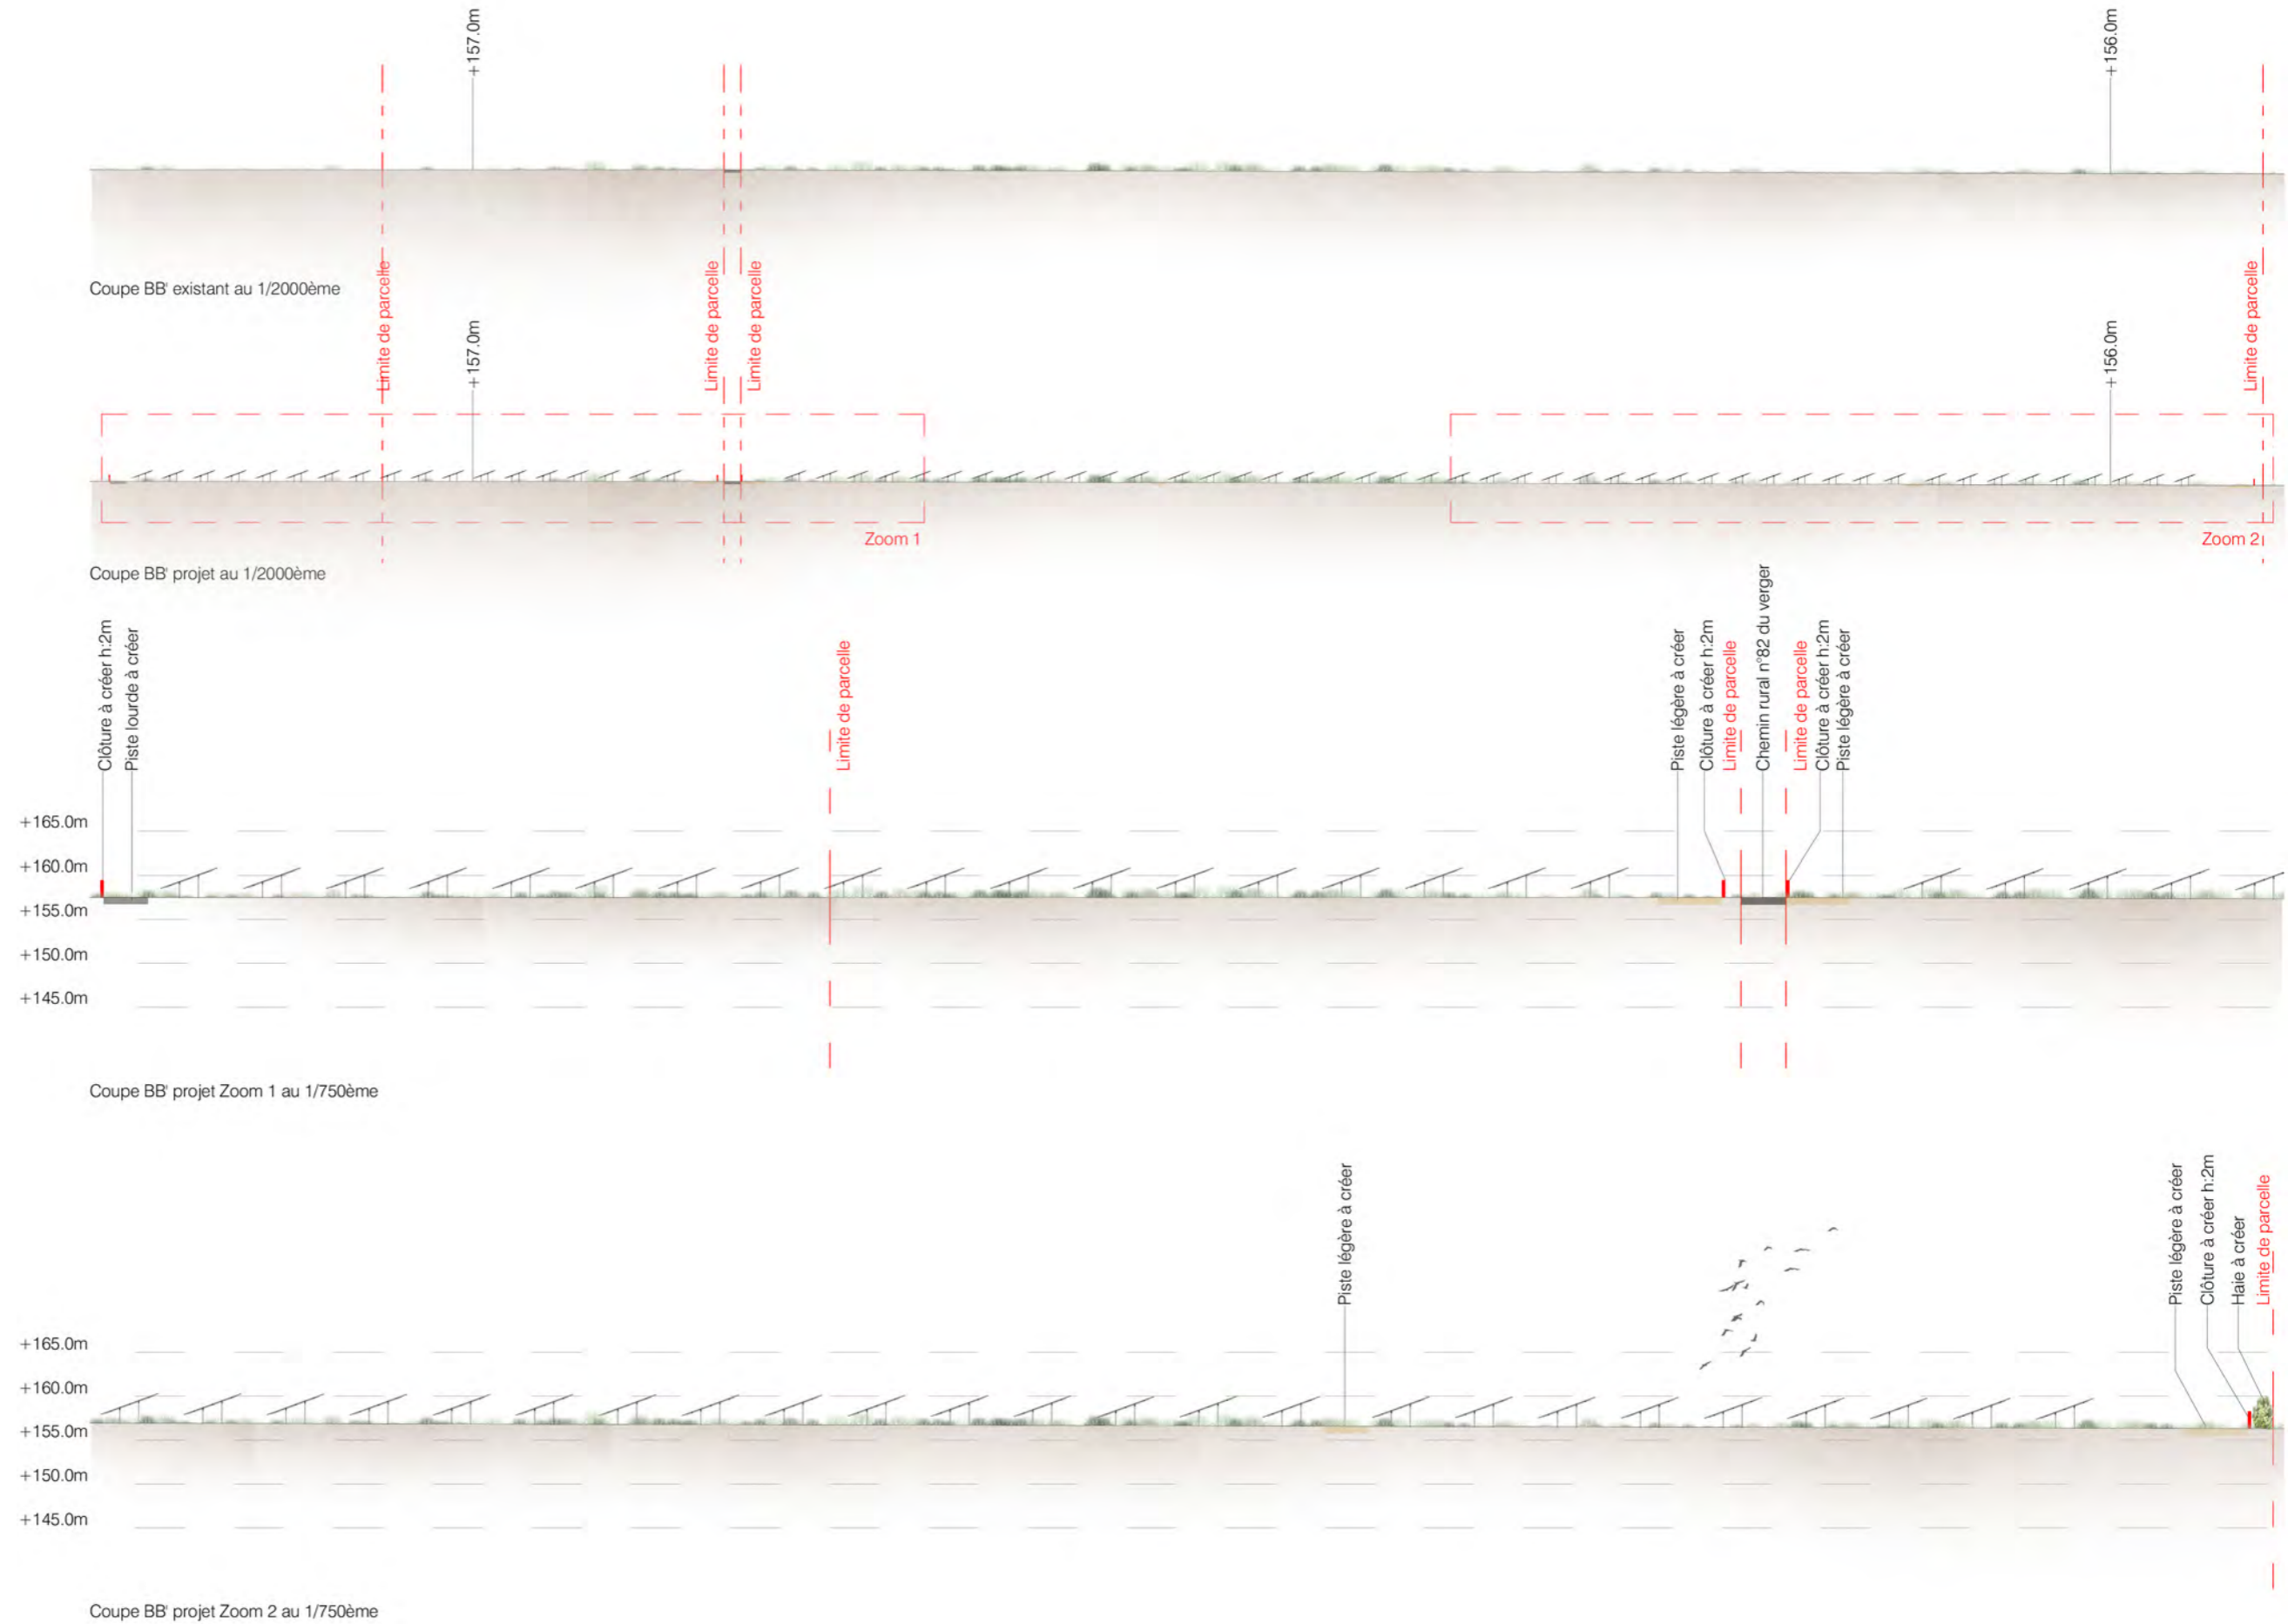 +157.0m
+156.0m
Coupe BB' existant au 1/2000ème
Limite de parcelle
Limite de parcelle
Limite de parcelle
Limite de parcelle
+157.0m
+156.0m
Zoom 1
Zoom 2
Coupe BB' projet au 1/2000ème
Clôture à créer h:2m
Piste lourde à créer
Limite de parcelle
Piste légère à créer
Clôture à créer h:2m
Limite de parcelle
Chemin rural n°82 du verger
Limite de parcelle
Clôture à créer h:2m
Piste légère à créer
+165.0m
+160.0m
+155.0m
+150.0m
+145.0m
Coupe BB' projet Zoom 1 au 1/750ème
Piste légère à créer
Piste légère à créer
Clôture à créer h:2m
Haie à créer
Limite de parcelle
+165.0m
+160.0m
+155.0m
+150.0m
+145.0m
Coupe BB' projet Zoom 2 au 1/750ème